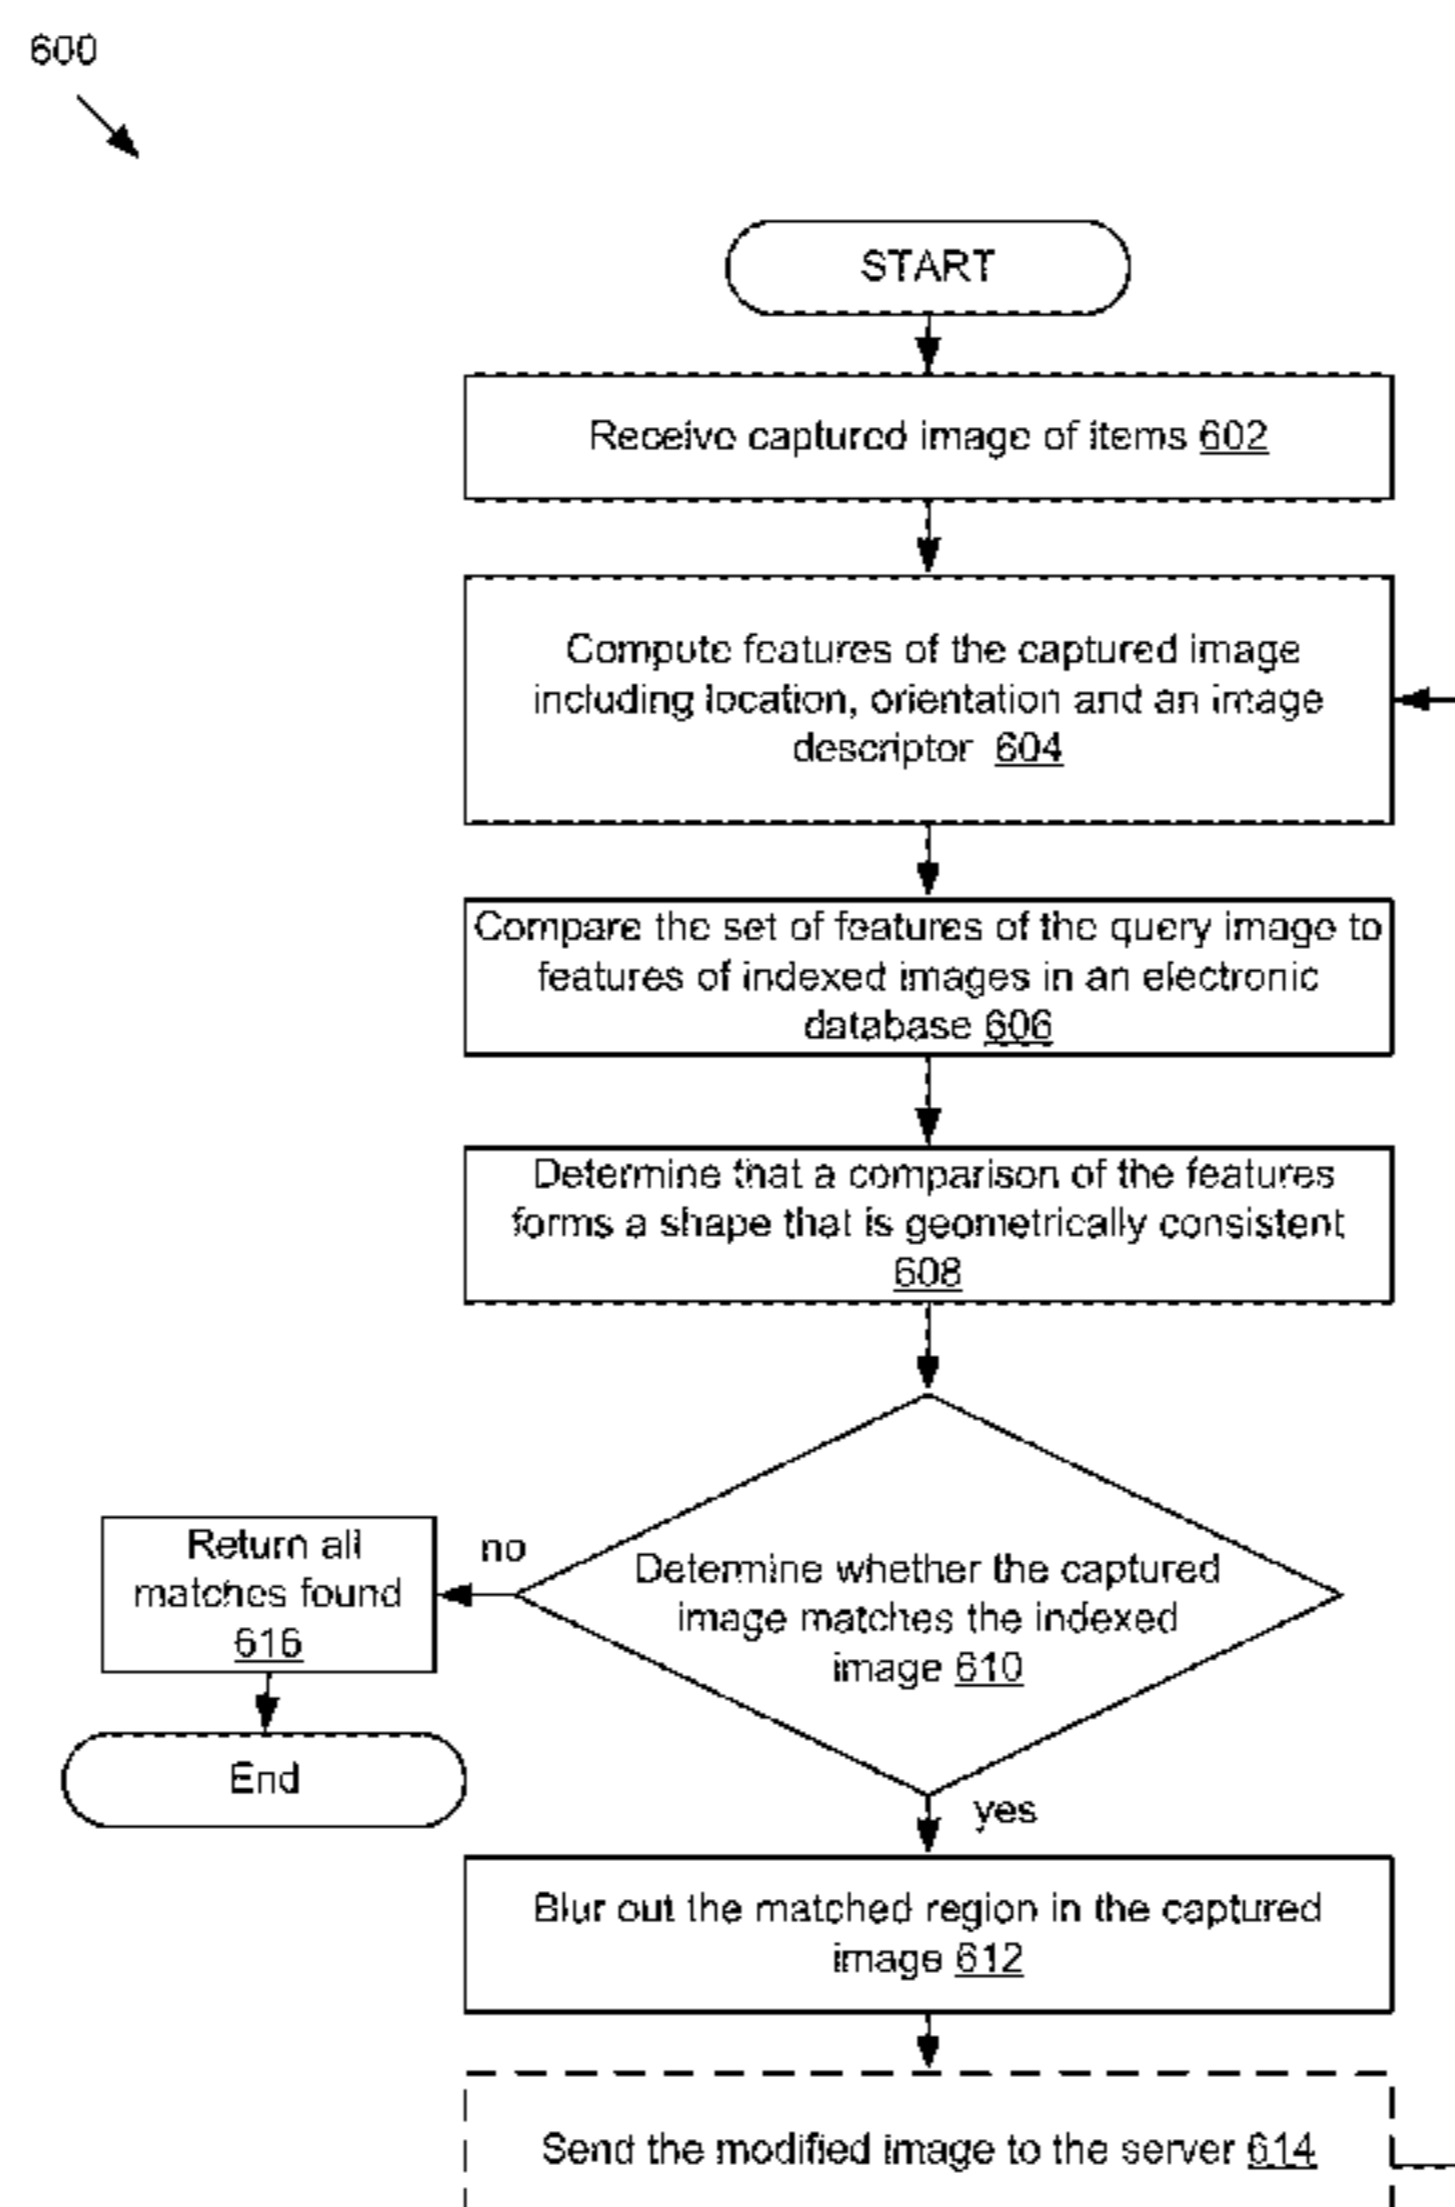 600
START
Receive captured image of items 602
Compute features of the captured image
including location, orientation and an image
descriptor 604
Compare the set of features of the query image to
features of indexed images in an electronic
database 606
Determine that a comparison of the features
forms a shape that is geometrically consistent
608
Determine whether the captured
image matches the indexed
image 610
no
Return all
matches found
616
End
yes
Blur out the matched region in the captured
image 612
Send the modified image to the server 614